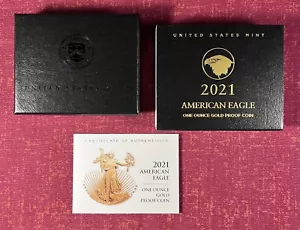 UNITED STATES MINT
2021
AMERICAN EAGLE
ONE OUNCE GOLD PROOF COIN
CERTIFICATE OF AUTHENTICITY
2021
AMERICAN
EAGLE
ONE OUNCE
GOLD
PROOF COIN